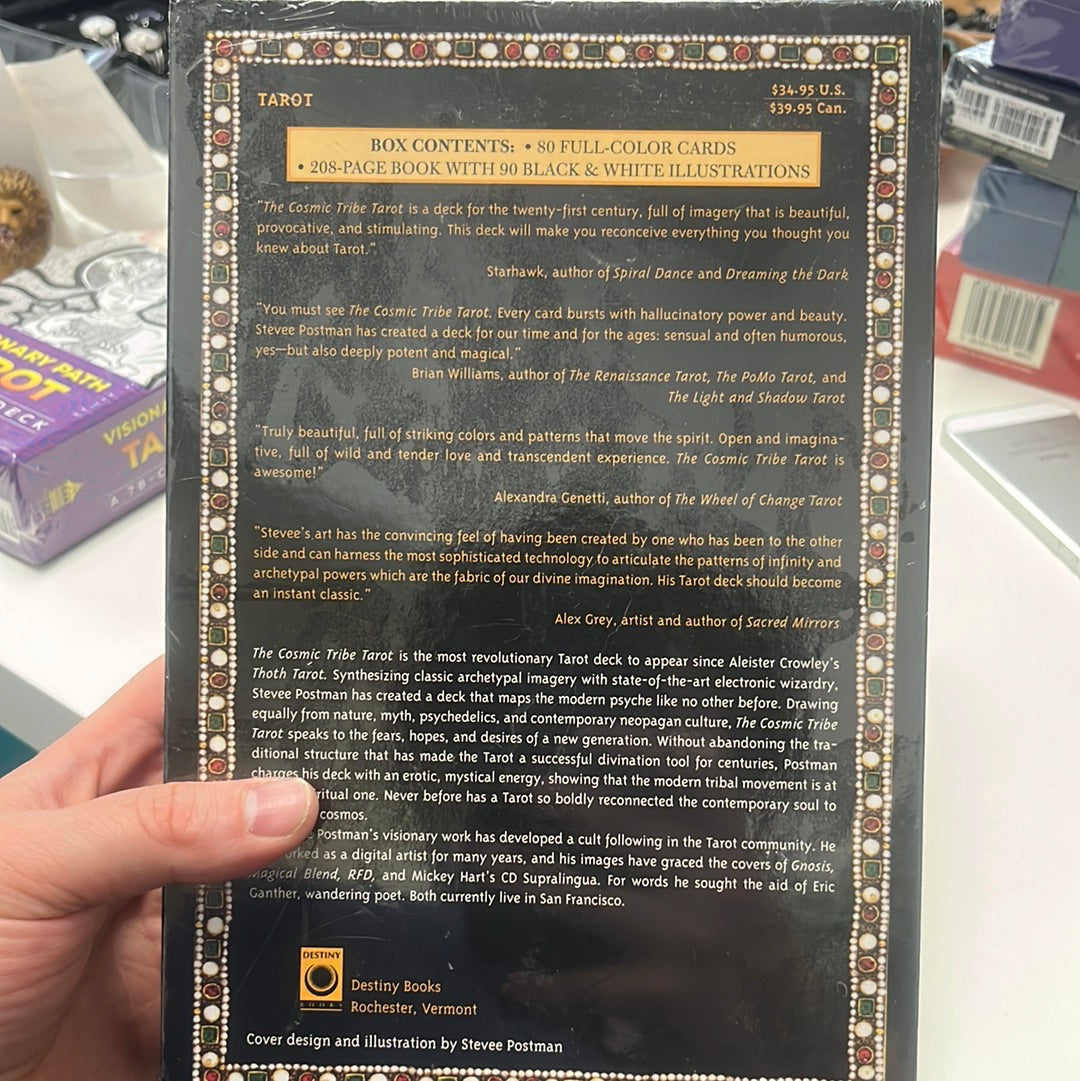 TAROT
$34.95 U.S.
$39.95 Can.
BOX CONTENTS: • 80 FULL-COLOR CARDS
• 208-PAGE BOOK WITH 90 BLACK & WHITE ILLUSTRATIONS
"The Cosmic Tribe Tarot is a deck for the twenty-first century, full of imagery that is beautiful,
provocative, and stimulating. This deck will make you reconceive everything you thought you
knew about Tarot."
Starhawk, author of Spiral Dance and Dreaming the Dark
"You must see The Cosmic Tribe Tarot. Every card bursts with hallucinatory power and beauty.
Stevee Postman has created a deck for our time and for the ages: sensual and often humorous,
yes—but also deeply potent and magical."
Brian Williams, author of The Renaissance Tarot, The PoMo Tarot, and
The Light and Shadow Tarot
"Truly beautiful, full of striking colors and patterns that move the spirit. Open and imagina-
tive, full of wild and tender love and transcendent experience. The Cosmic Tribe Tarot is
awesome!"
Alexandra Genetti, author of The Wheel of Change Tarot
"Stevee's art has the convincing feel of having been created by one who has been to the other
side and can harness the most sophisticated technology to articulate the patterns of infinity and
archetypal powers which are the fabric of our divine imagination. His Tarot deck should become
an instant classic."
Alex Grey, artist and author of Sacred Mirrors
The Cosmic Tribe Tarot is the most revolutionary Tarot deck to appear since Aleister Crowley's
Thoth Tarot. Synthesizing classic archetypal imagery with state-of-the-art electronic wizardry,
Stevee Postman has created a deck that maps the modern psyche like no other before. Drawing
equally from nature, myth, psychedelics, and contemporary neopagan culture, The Cosmic Tribe
Tarot speaks to the fears, hopes, and desires of a new generation. Without abandoning the tra-
ditional structure that has made the Tarot a successful divination tool for centuries, Postman
charges his deck with an erotic, mystical energy, showing that the modern tribal movement is at
ritual one. Never before has a Tarot so boldly reconnected the contemporary soul to
cosmos.
Postman's visionary work has developed a cult following in the Tarot community. He
orked as a digital artist for many years, and his images have graced the covers of Gnosis,
Magical Blend, RFD, and Mickey Hart's CD Supralingua. For words he sought the aid of Eric
Ganther, wandering poet. Both currently live in San Francisco.
DESTINY
BOOKS
Destiny Books
Rochester, Vermont
Cover design and illustration by Stevee Postman
NARY PATH
OT
DECK
VISION
TA
A 78-C